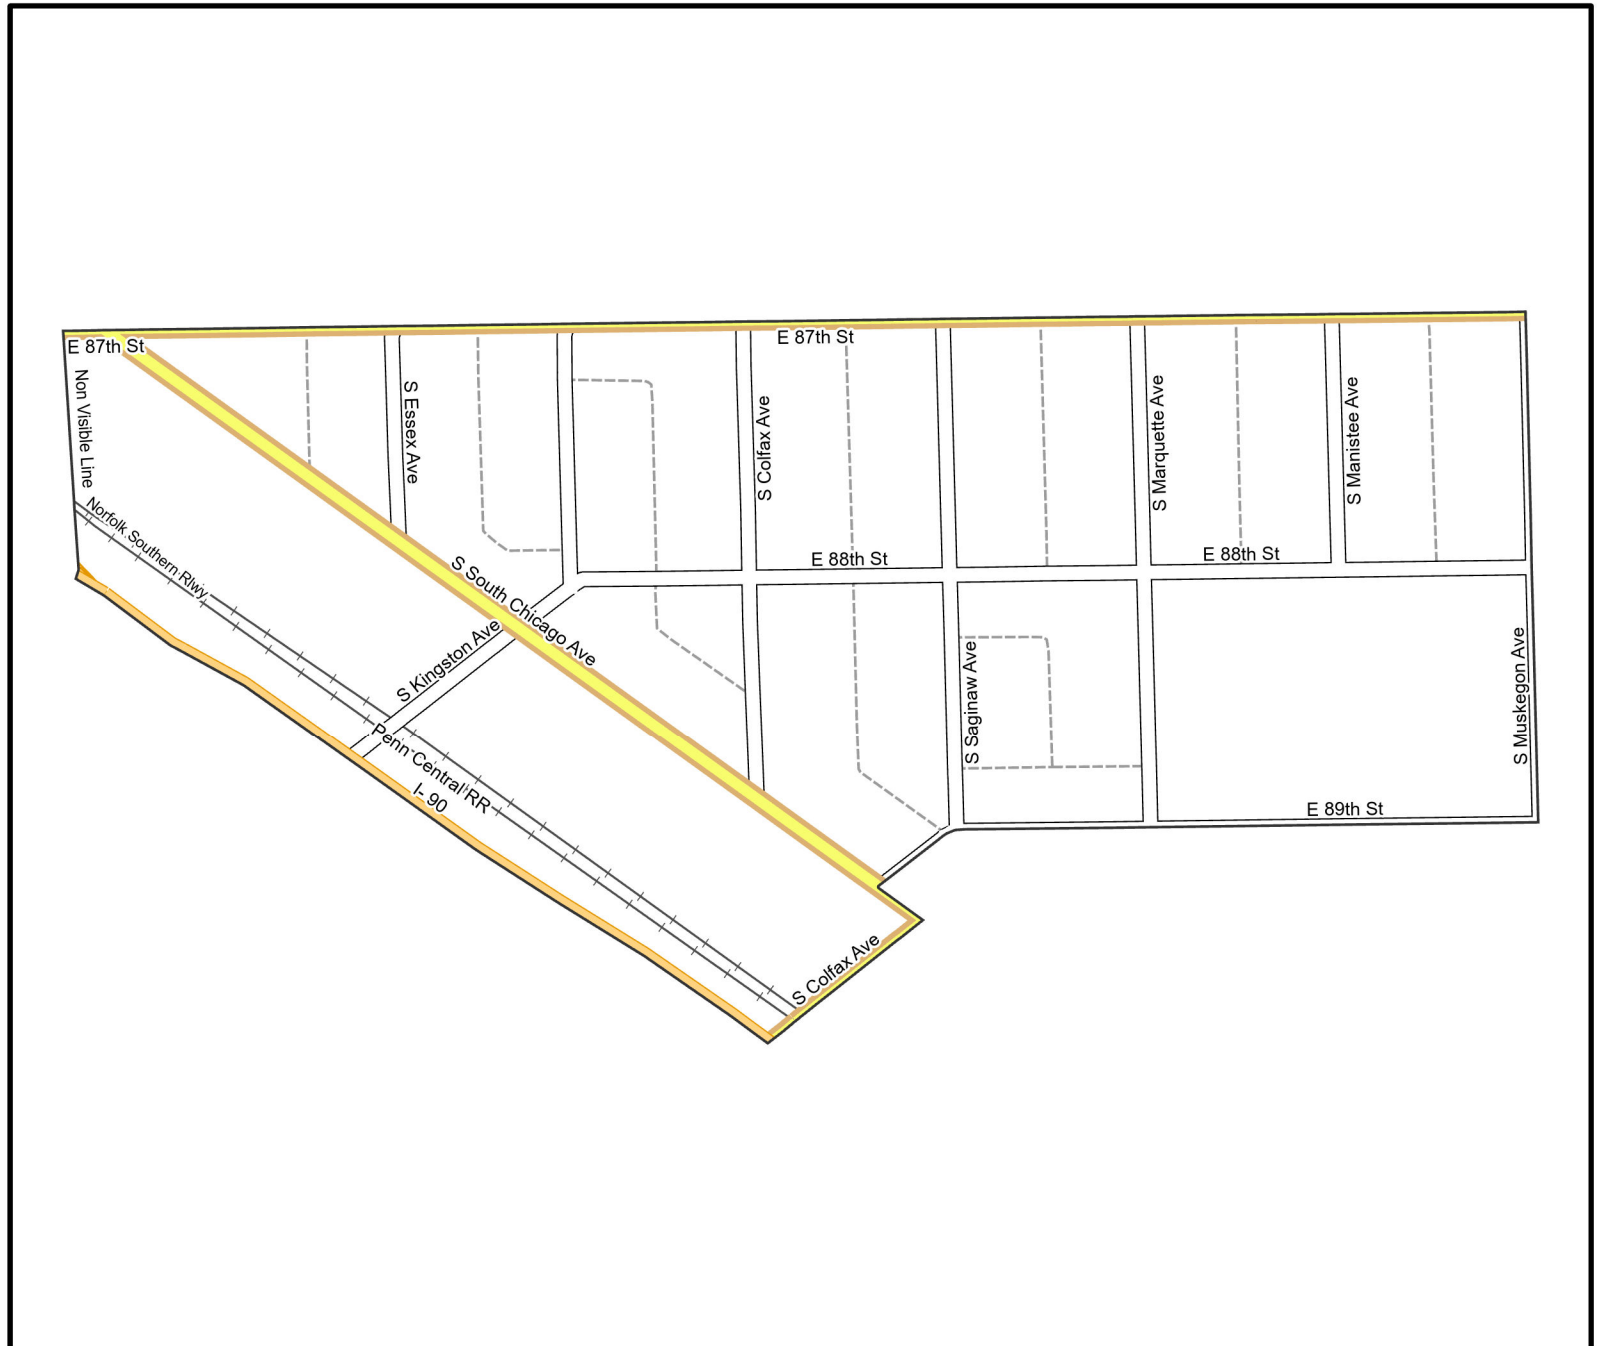 E 87th St
E 87th St
Non Visible Line
S Essex Ave
S Colfax Ave
S Marquette Ave
S Manistee Ave
Norfolk Southern Rlwy
E 88th St
E 88th St
S South Chicago Ave
S Kingston Ave
S Saginaw Ave
S Muskegon Ave
Penn Central RR
I- 90
E 89th St
S Colfax Ave